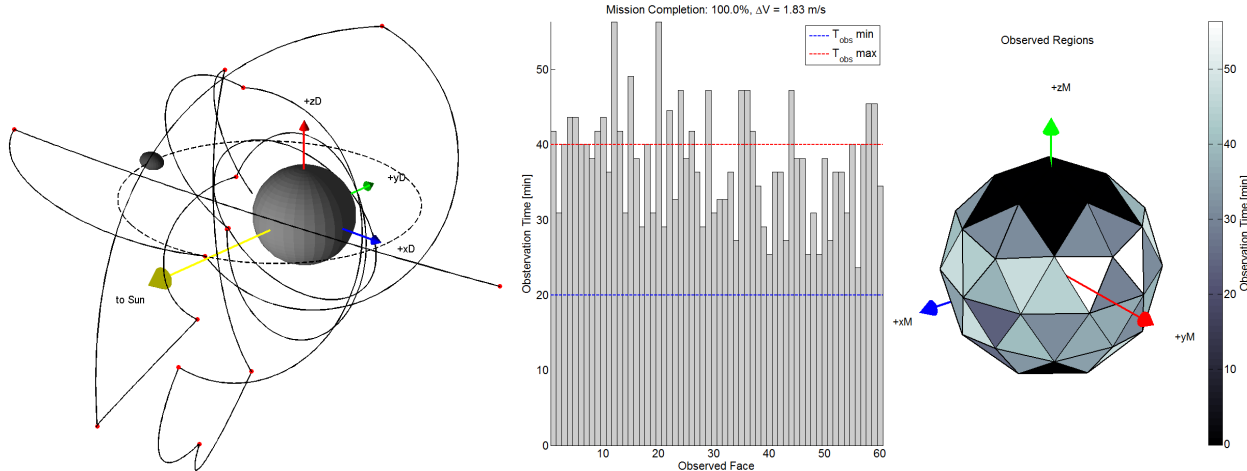 +zD
+yD
+xD
to Sun
Mission Completion: 100.0%, ΔV = 1.83 m/s
T_obs min
T_obs max
Obstervation Time [min]
0
10
20
30
40
50
10
20
30
40
50
60
Observed Face
Observed Regions
+zM
+xM
+yM
50
40
30
20
10
0
Observation Time [min]